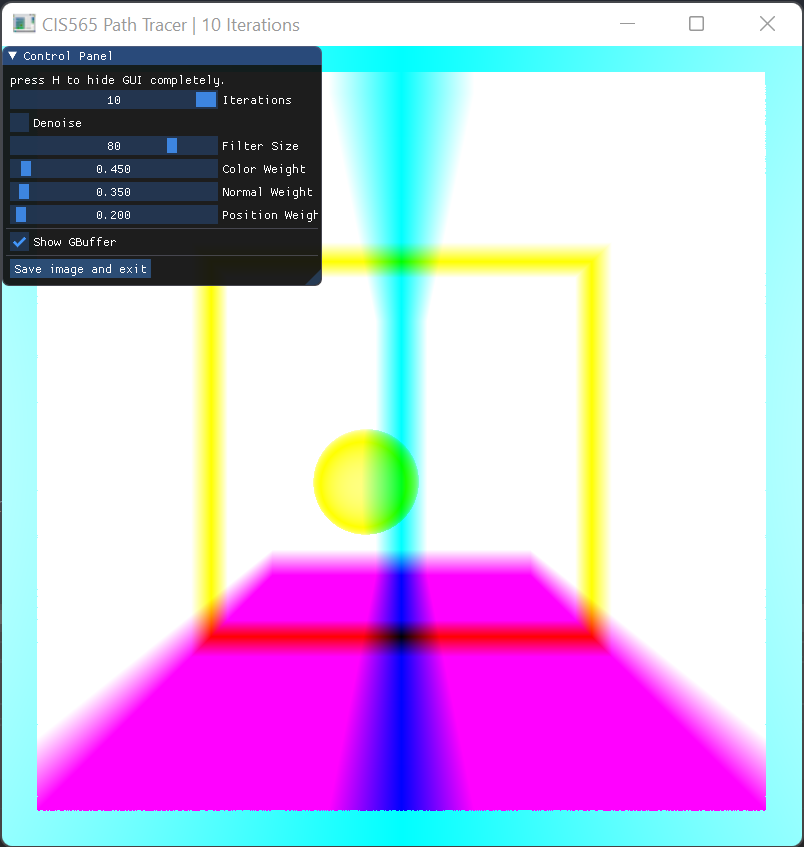 CIS565 Path Tracer | 10 Iterations
Control Panel
press H to hide GUI completely.
10 Iterations
Denoise
80 Filter Size
0.450 Color Weight
0.350 Normal Weight
0.200 Position Weigh
Show GBuffer
Save image and exit